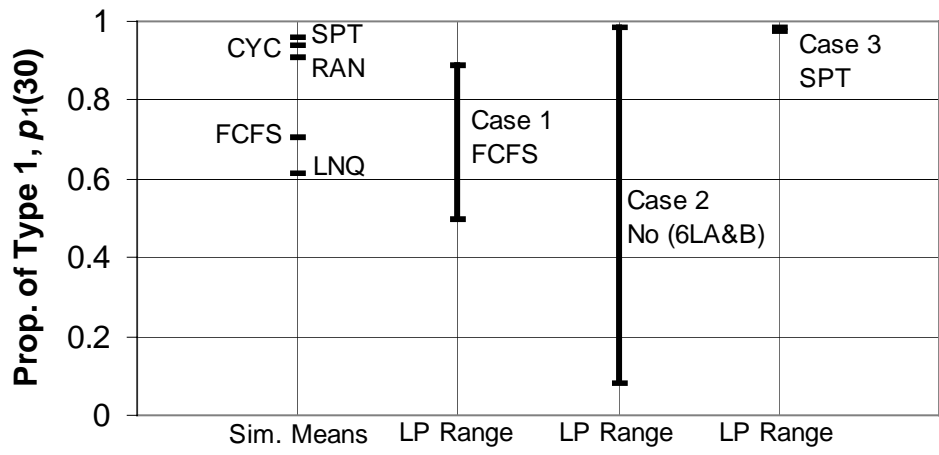 Prop. of Type 1, p1(30)
1
0.8
0.6
0.4
0.2
0
SPT
CYC
RAN
FCFS
LNQ
Case 1
FCFS
Case 2
No (6LA&B)
Case 3
SPT
Sim. Means
LP Range
LP Range
LP Range